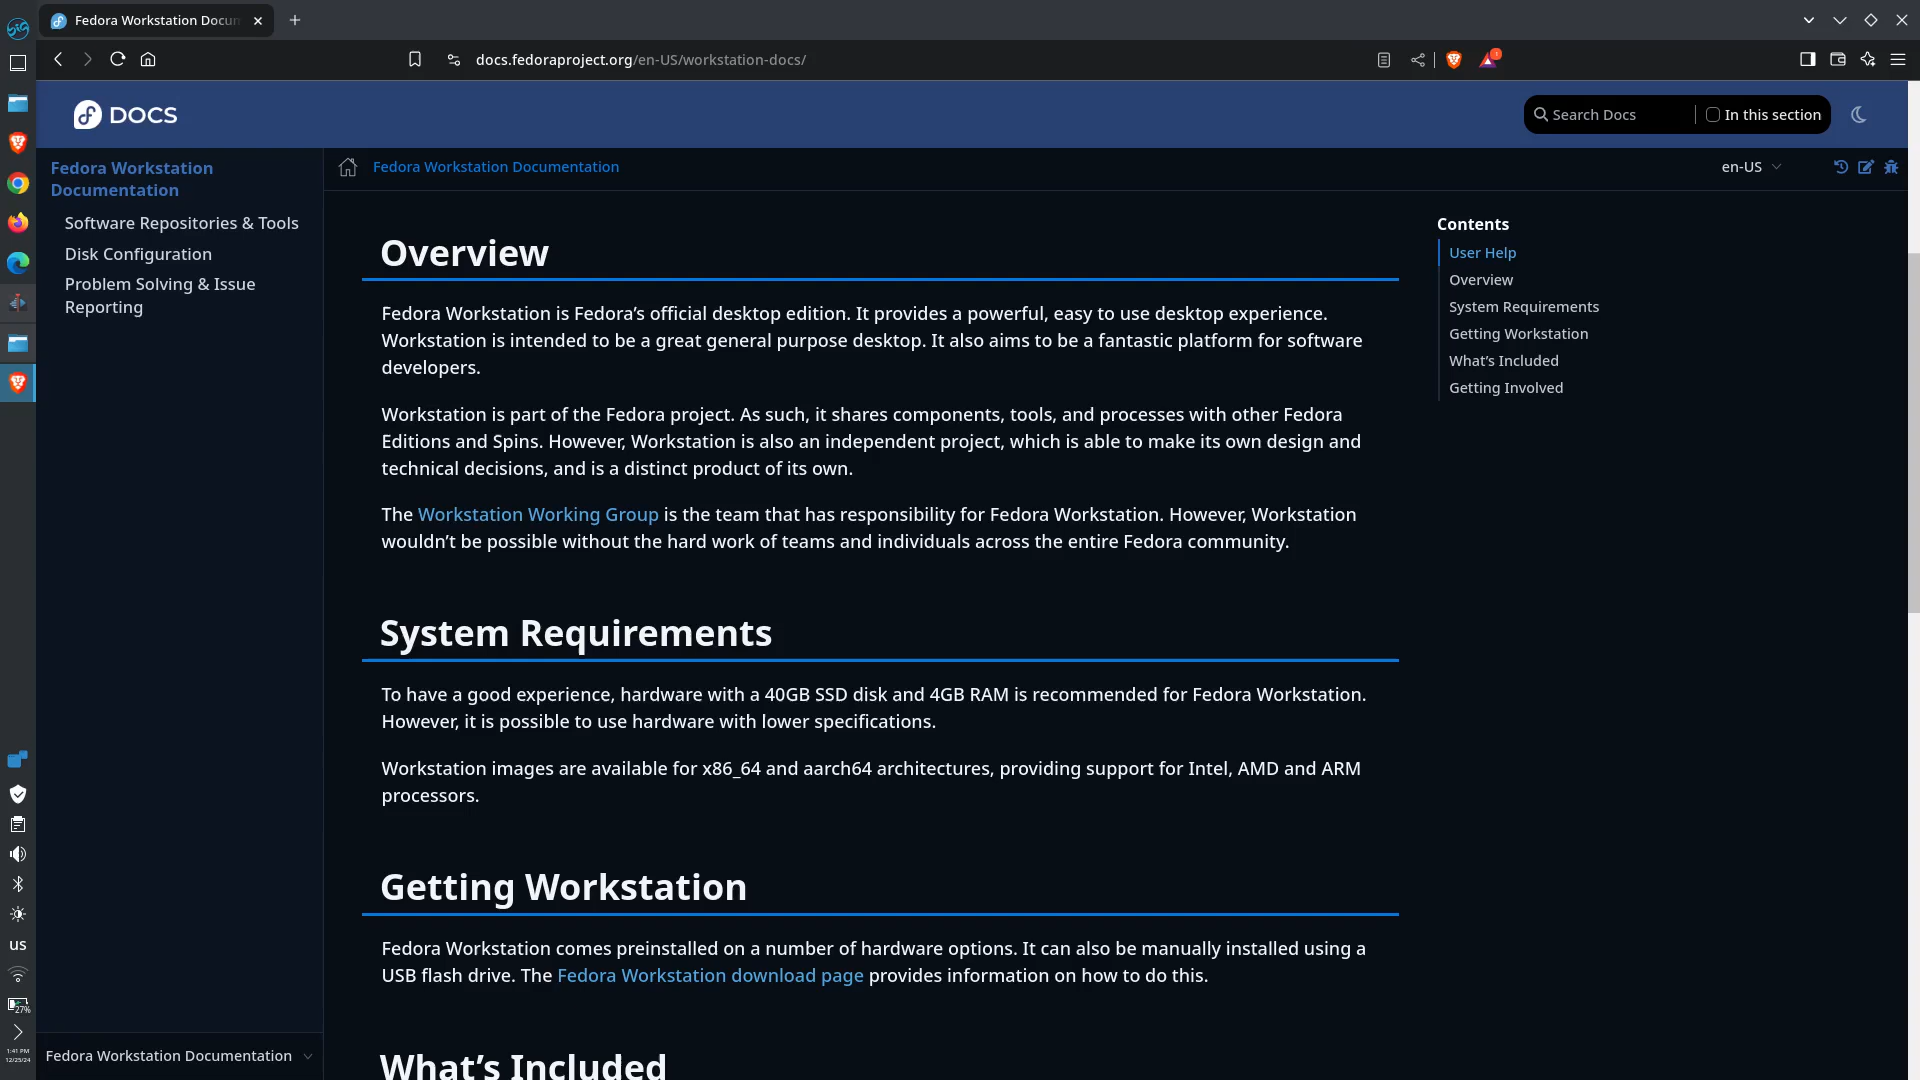 Fedora Workstation Docum
docs.fedoraproject.org/en-US/workstation-docs/
DOCS
Search Docs
In this section
Fedora Workstation
Documentation
Software Repositories & Tools
Disk Configuration
Problem Solving & Issue
Reporting
Fedora Workstation Documentation
en-US
Overview
Fedora Workstation is Fedora’s official desktop edition. It provides a powerful, easy to use desktop experience.
Workstation is intended to be a great general purpose desktop. It also aims to be a fantastic platform for software
developers.
Workstation is part of the Fedora project. As such, it shares components, tools, and processes with other Fedora
Editions and Spins. However, Workstation is also an independent project, which is able to make its own design and
technical decisions, and is a distinct product of its own.
The Workstation Working Group is the team that has responsibility for Fedora Workstation. However, Workstation
wouldn’t be possible without the hard work of teams and individuals across the entire Fedora community.
System Requirements
To have a good experience, hardware with a 40GB SSD disk and 4GB RAM is recommended for Fedora Workstation.
However, it is possible to use hardware with lower specifications.
Workstation images are available for x86_64 and aarch64 architectures, providing support for Intel, AMD and ARM
processors.
Getting Workstation
Fedora Workstation comes preinstalled on a number of hardware options. It can also be manually installed using a
USB flash drive. The Fedora Workstation download page provides information on how to do this.
What’s Included
Contents
User Help
Overview
System Requirements
Getting Workstation
What’s Included
Getting Involved
us
27%
1:41 PM
12/25/24
Fedora Workstation Documentation